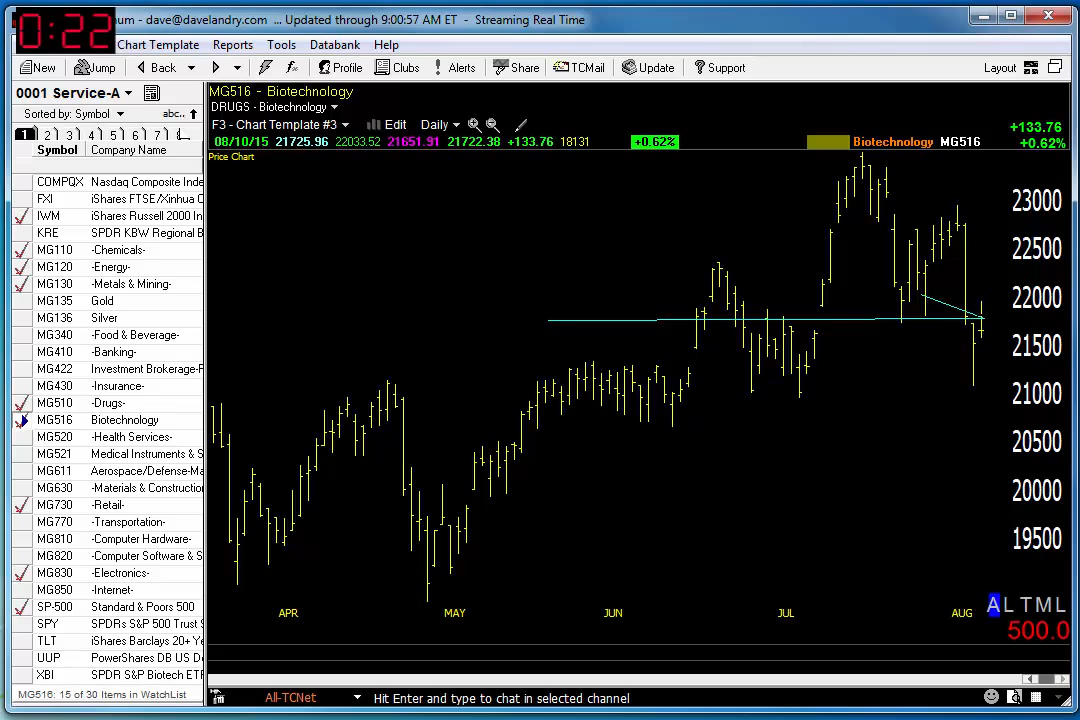 0:22
num - dave@davelandry.com ... Updated through 9:00:57 AM ET - Streaming Real Time
Chart Template Reports Tools Databank Help
New Jump Back Profile Clubs Alerts Share TCMail Update Support Layout
0001 Service-A
Sorted by: Symbol abc..
1 2 3 4 5 6 7
Symbol Company Name
COMPQX Nasdaq Composite Inde
FXI iShares FTSE/Xinhua C
IWM iShares Russell 2000 In
KRE SPDR KBW Regional B
MG110 -Chemicals-
MG120 -Energy-
MG130 -Metals & Mining-
MG135 Gold
MG136 Silver
MG340 -Food & Beverage-
MG410 -Banking-
MG422 Investment Brokerage-F
MG430 -Insurance-
MG510 -Drugs-
MG516 Biotechnology
MG520 -Health Services-
MG521 Medical Instruments & S
MG611 Aerospace/Defense-Ma
MG630 -Materials & Constructio
MG730 -Retail-
MG770 -Transportation-
MG810 -Computer Hardware-
MG820 -Computer Software & S
MG830 -Electronics-
MG850 -Internet-
SP-500 Standard & Poors 500
SPY SPDRs S&P 500 Trust S
TLT iShares Barclays 20+ Ye
UUP PowerShares DB US Do
XBI SPDR S&P Biotech ETF
MG516: 15 of 30 Items in WatchList
MG516 - Biotechnology
DRUGS - Biotechnology
F3 - Chart Template #3 Edit Daily
08/10/15 21725.96 22033.52 21651.91 21722.38 +133.76 18131 +0.62% Biotechnology MG516
+133.76
+0.62%
Price Chart
23000
22500
22000
21500
21000
20500
20000
19500
APR MAY JUN JUL AUG
A L T M L
500.0
All-TCNet Hit Enter and type to chat in selected channel